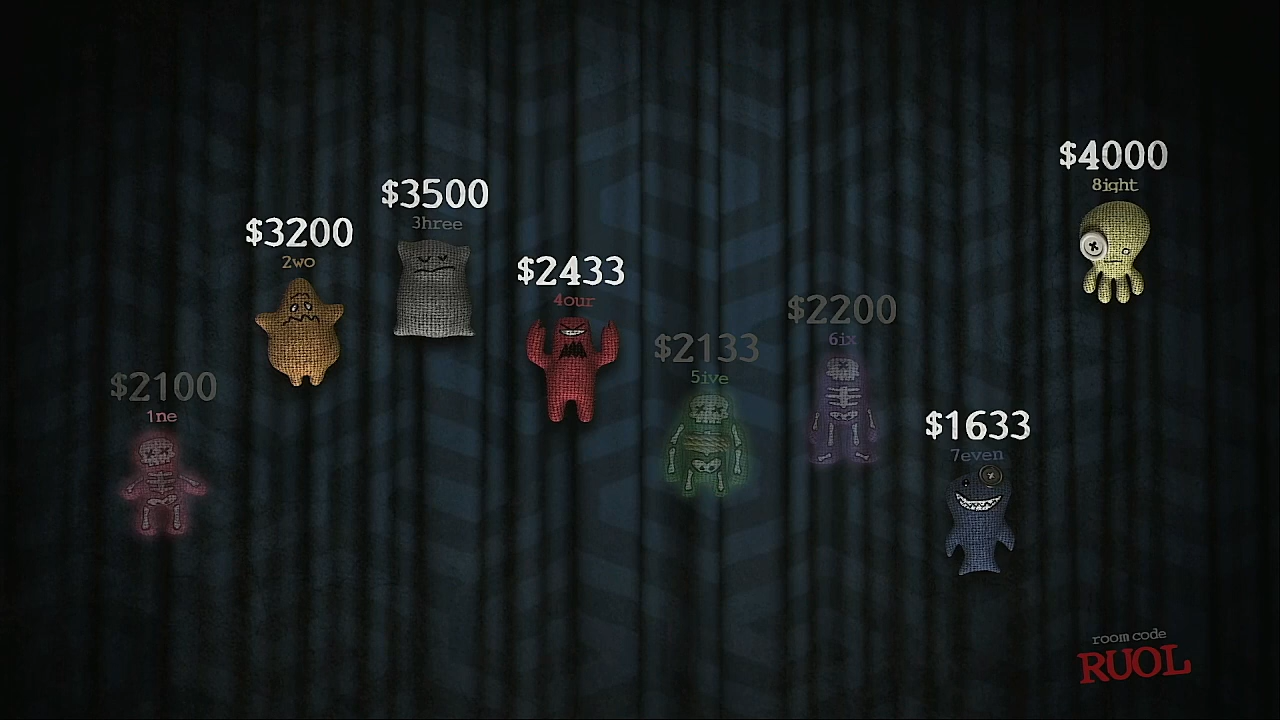 $2100
1ne
$3200
2wo
$3500
3hree
$2433
4our
$2133
5ive
$2200
6ix
$1633
7even
$4000
8ight
room code
RUOL